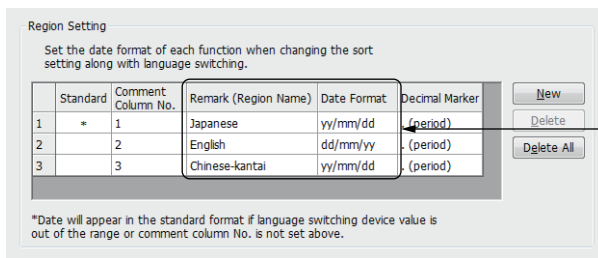 Region Setting
Set the date format of each function when changing the sort
setting along with language switching.
Standard Comment Column No. Remark (Region Name) Date Format Decimal Marker
1 * 1 Japanese yy/mm/dd . (period)
2 2 English dd/mm/yy . (period)
3 3 Chinese-kantai yy/mm/dd . (period)
New
Delete
Delete All
*Date will appear in the standard format if language switching device value is
out of the range or comment column No. is not set above.